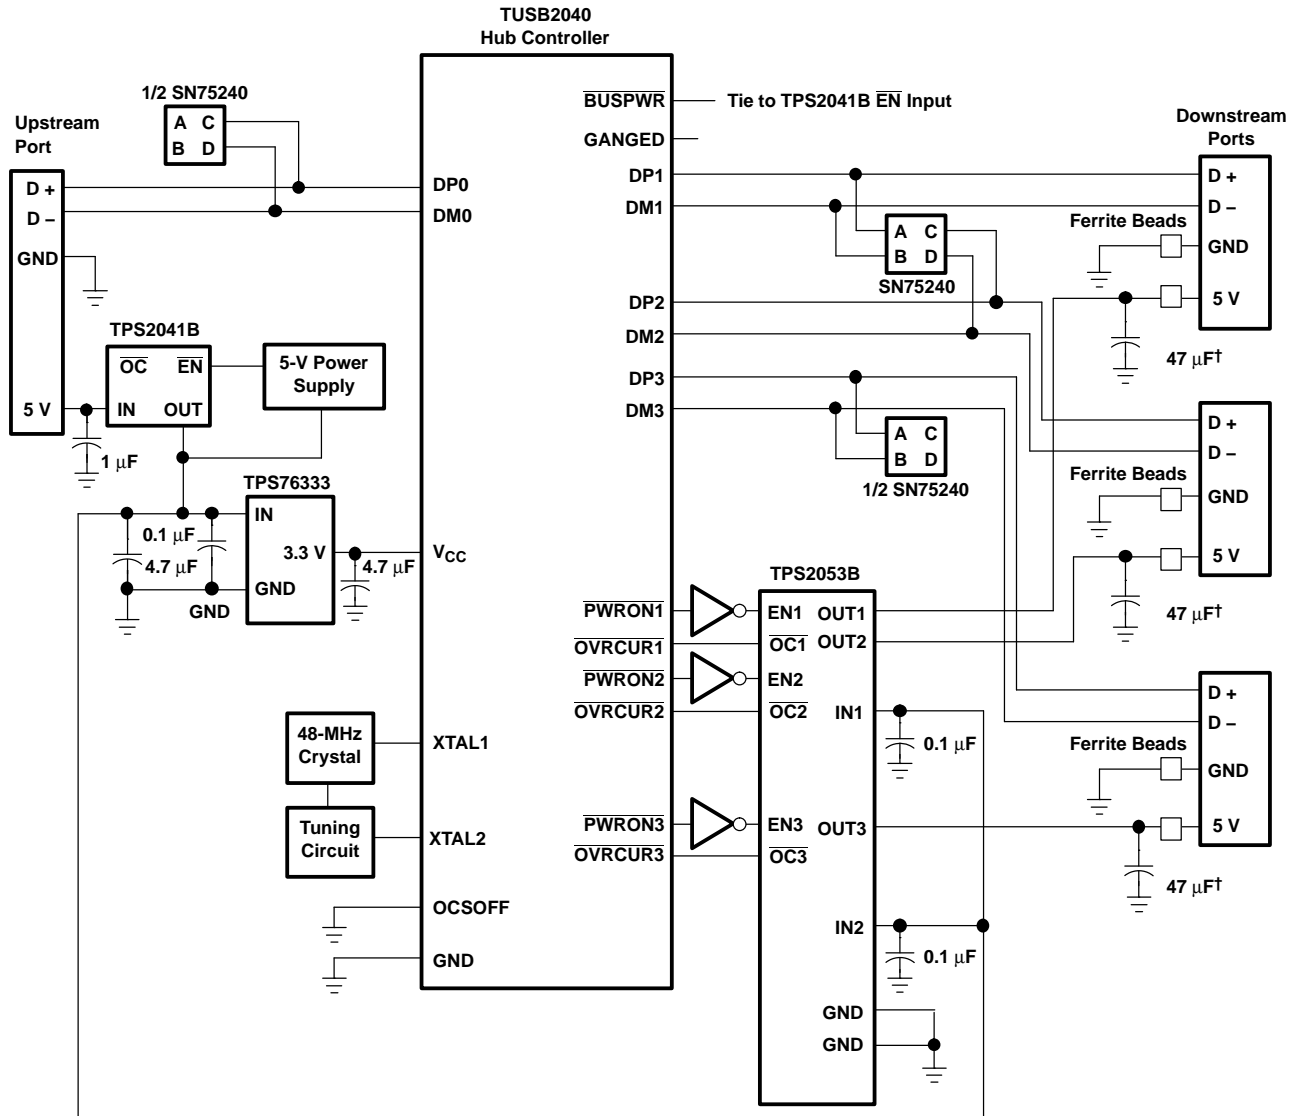 TUSB2040
Hub Controller
1/2 SN75240
A C
B D
Upstream
Port
D +
D –
GND
5 V
DP0
DM0
BUSPWR
Tie to TPS2041B EN Input
GANGED
DP1
DM1
A C
B D
SN75240
DP2
DM2
DP3
DM3
A C
B D
1/2 SN75240
Downstream
Ports
D +
D –
Ferrite Beads
GND
5 V
47 µF†
D +
D –
Ferrite Beads
GND
5 V
47 µF†
D +
D –
Ferrite Beads
GND
5 V
47 µF†
TPS2041B
OC EN
IN OUT
5-V Power
Supply
1 µF
TPS76333
IN
3.3 V
GND
0.1 µF
4.7 µF
GND
4.7 µF
VCC
TPS2053B
PWRON1
EN1
OUT1
OVRCUR1
OC1
OUT2
PWRON2
EN2
OVRCUR2
OC2
IN1
0.1 µF
48-MHz
Crystal
XTAL1
Tuning
Circuit
XTAL2
PWRON3
EN3
OUT3
OVRCUR3
OC3
OCSOFF
GND
IN2
0.1 µF
GND
GND